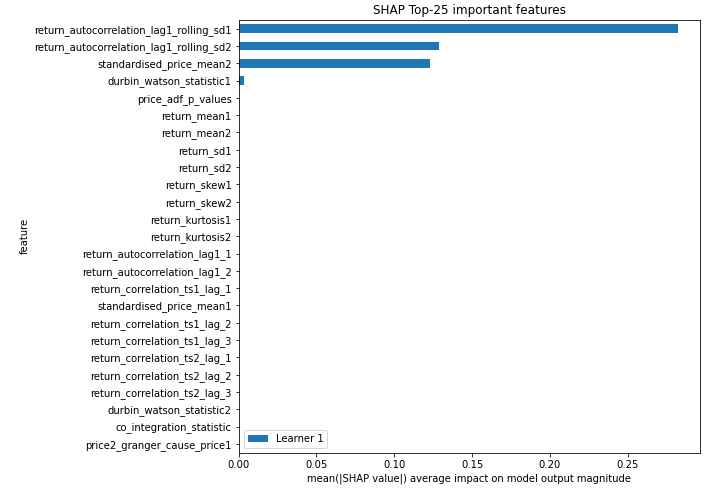 SHAP Top-25 important features
return_autocorrelation_lag1_rolling_sd1
return_autocorrelation_lag1_rolling_sd2
standardised_price_mean2
durbin_watson_statistic1
price_adf_p_values
return_mean1
return_mean2
return_sd1
return_sd2
return_skew1
return_skew2
return_kurtosis1
return_kurtosis2
return_autocorrelation_lag1_1
return_autocorrelation_lag1_2
return_correlation_ts1_lag_1
standardised_price_mean1
return_correlation_ts1_lag_2
return_correlation_ts1_lag_3
return_correlation_ts2_lag_1
return_correlation_ts2_lag_2
return_correlation_ts2_lag_3
durbin_watson_statistic2
co_integration_statistic
price2_granger_cause_price1
feature
Learner 1
0.00 0.05 0.10 0.15 0.20 0.25
mean(|SHAP value|) average impact on model output magnitude